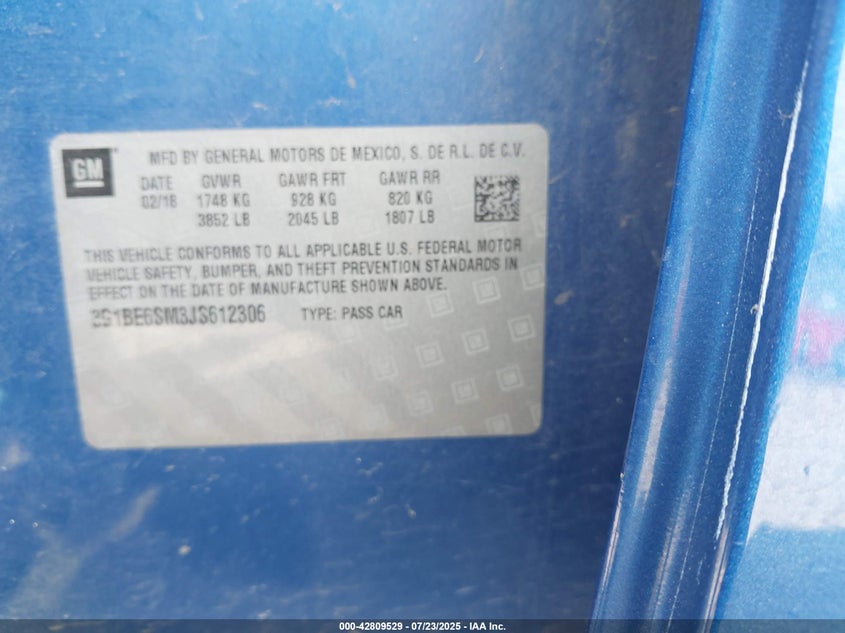 GM
MFD BY GENERAL MOTORS DE MEXICO, S. DE R.L. DE C.V.
DATE GVWR GAWR FRT GAWR RR
02/18 1748 KG 928 KG 820 KG
3852 LB 2045 LB 1807 LB
THIS VEHICLE CONFORMS TO ALL APPLICABLE U.S. FEDERAL MOTOR
VEHICLE SAFETY, BUMPER, AND THEFT PREVENTION STANDARDS IN
EFFECT ON THE DATE OF MANUFACTURE SHOWN ABOVE.
3G1BE6SM3JS612306 TYPE: PASS CAR
000-42809529 - 07/23/2025 - IAA Inc.